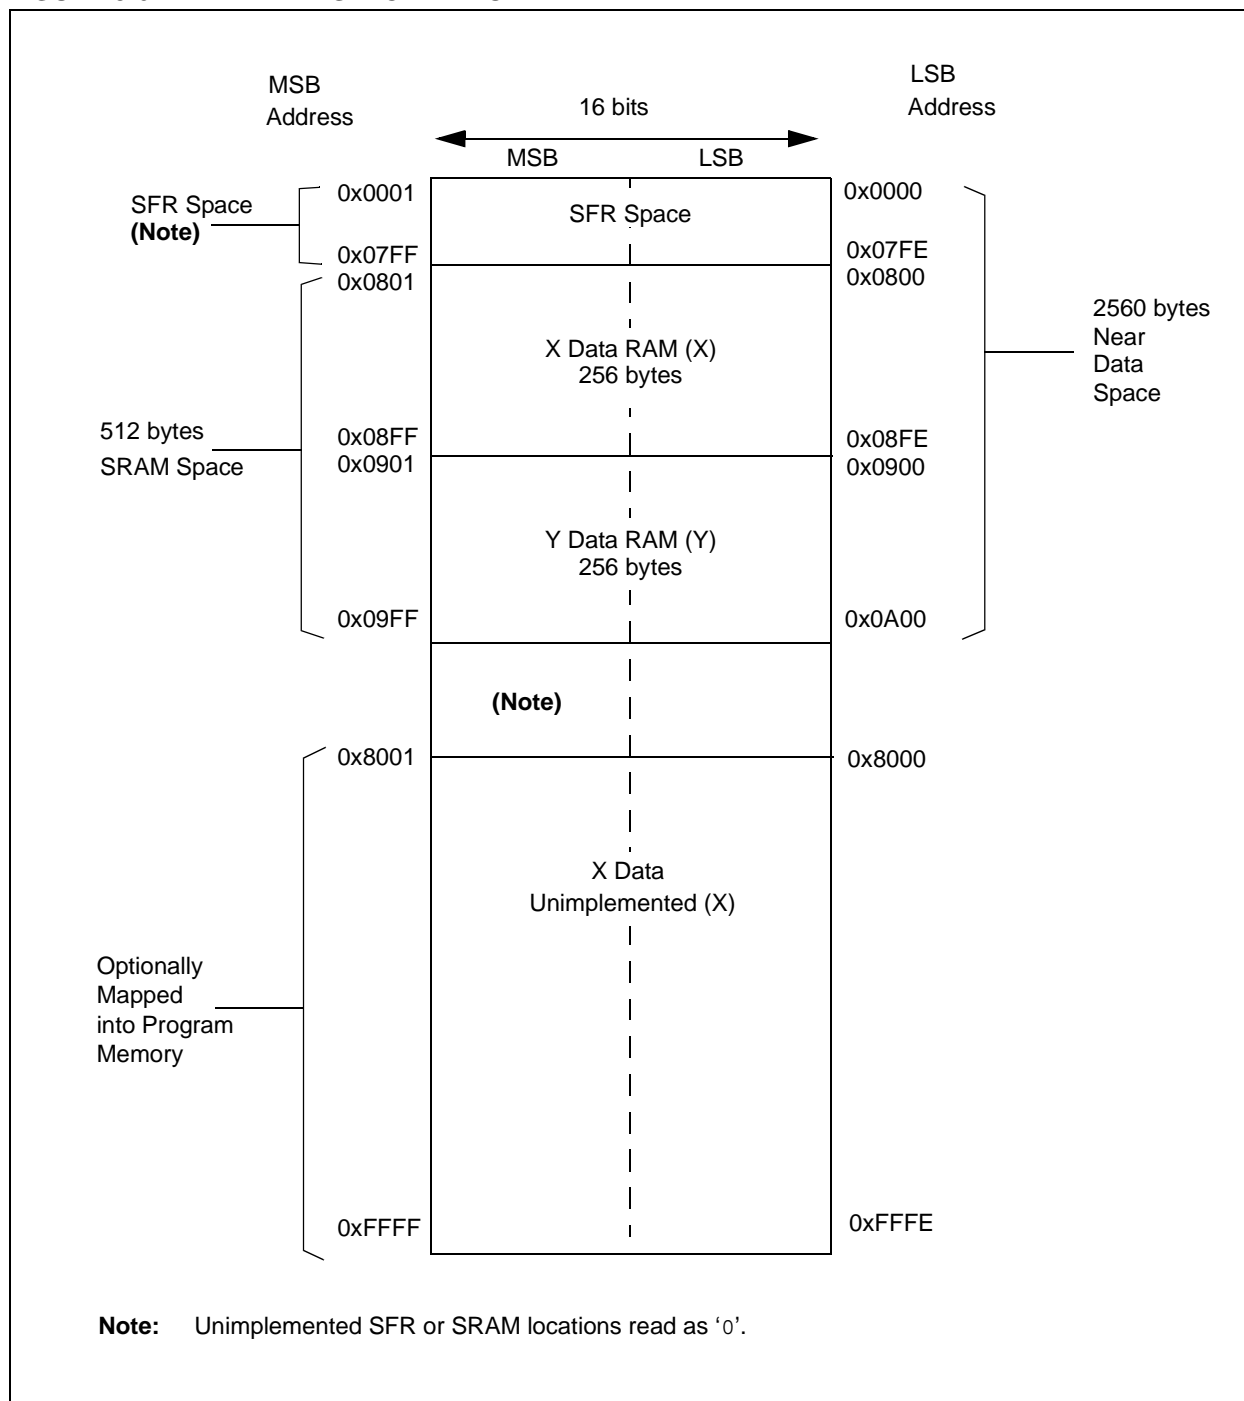 MSB
Address
LSB
Address
16 bits
MSB
LSB
SFR Space
(Note)
0x0001
SFR Space
0x0000
0x07FF
0x07FE
0x0801
0x0800
X Data RAM (X)
256 bytes
2560 bytes
Near
Data
Space
512 bytes
SRAM Space
0x08FF
0x08FE
0x0901
0x0900
Y Data RAM (Y)
256 bytes
0x09FF
0x0A00
(Note)
0x8001
0x8000
X Data
Unimplemented (X)
Optionally
Mapped
into Program
Memory
0xFFFF
0xFFFE
Note: Unimplemented SFR or SRAM locations read as ‘0’.